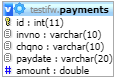 testifw.payments
id : int(11)
invno : varchar(10)
chqno : varchar(10)
paydate : varchar(20)
# amount : double